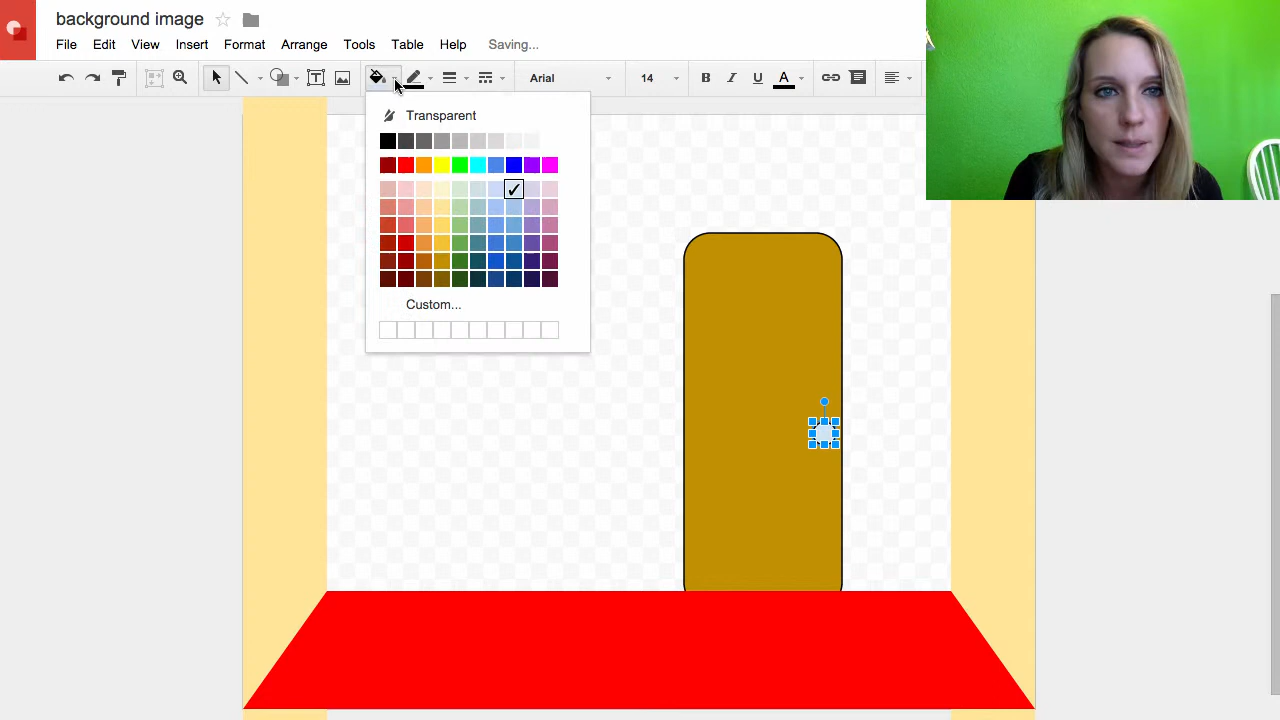 background image
File Edit View Insert Format Arrange Tools Table Help Saving...
Arial 14 B I U A
Transparent
Custom...